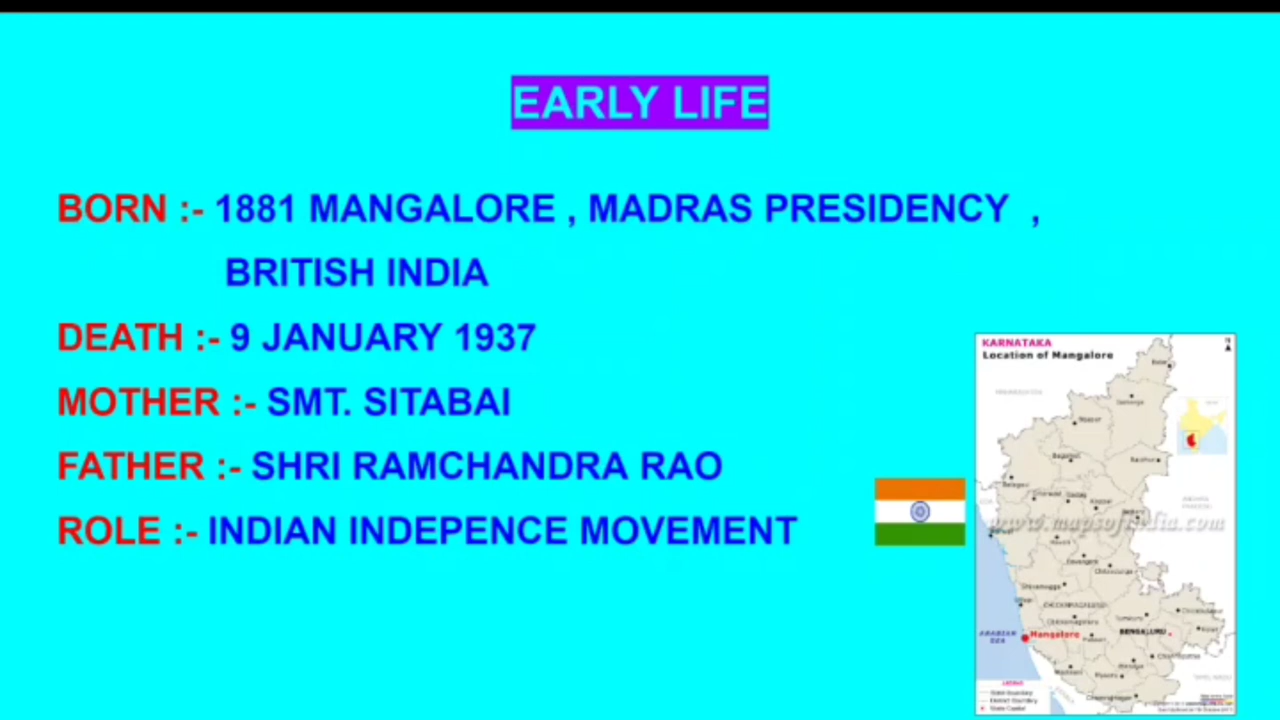 EARLY LIFE
BORN :- 1881 MANGALORE , MADRAS PRESIDENCY ,
BRITISH INDIA
DEATH :- 9 JANUARY 1937
MOTHER :- SMT. SITABAI
FATHER :- SHRI RAMCHANDRA RAO
ROLE :- INDIAN INDEPENCE MOVEMENT
KARNATAKA
Location of Mangalore
www.mapsofindia.com
ARABIAN
SEA
Mangalore
BENGALURU